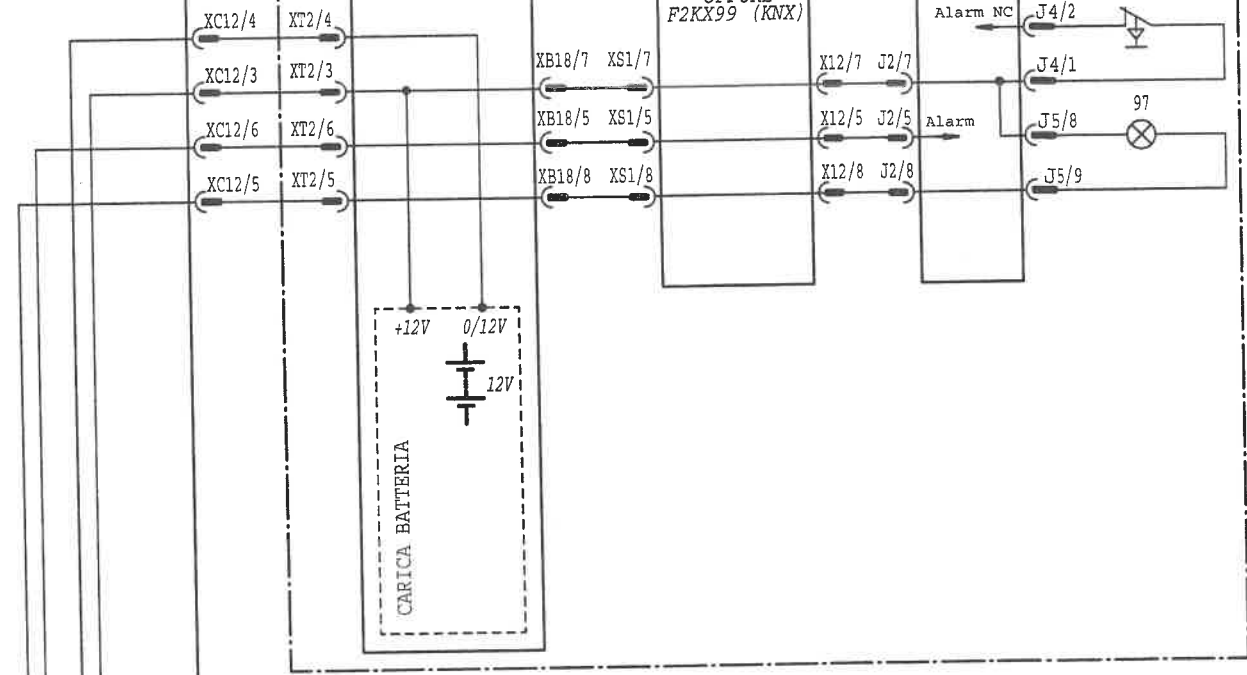 F2KX99 (KNX)
Alarm NC
J4/2
XC12/4 XT2/4
XB18/7 XS1/7
X12/7 J2/7
J4/1
XC12/3 XT2/3
97
XB18/5 XS1/5
X12/5 J2/5
Alarm
J5/8
XC12/6 XT2/6
XB18/8 XS1/8
X12/8 J2/8
J5/9
XC12/5 XT2/5
+12V 0/12V
12V
CARICA BATTERIA